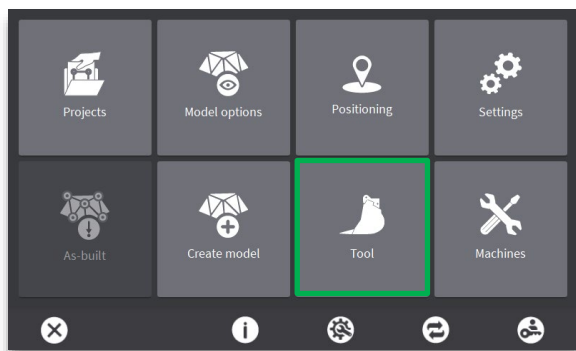 Projects
Model options
Positioning
Settings
As-built
Create model
Tool
Machines